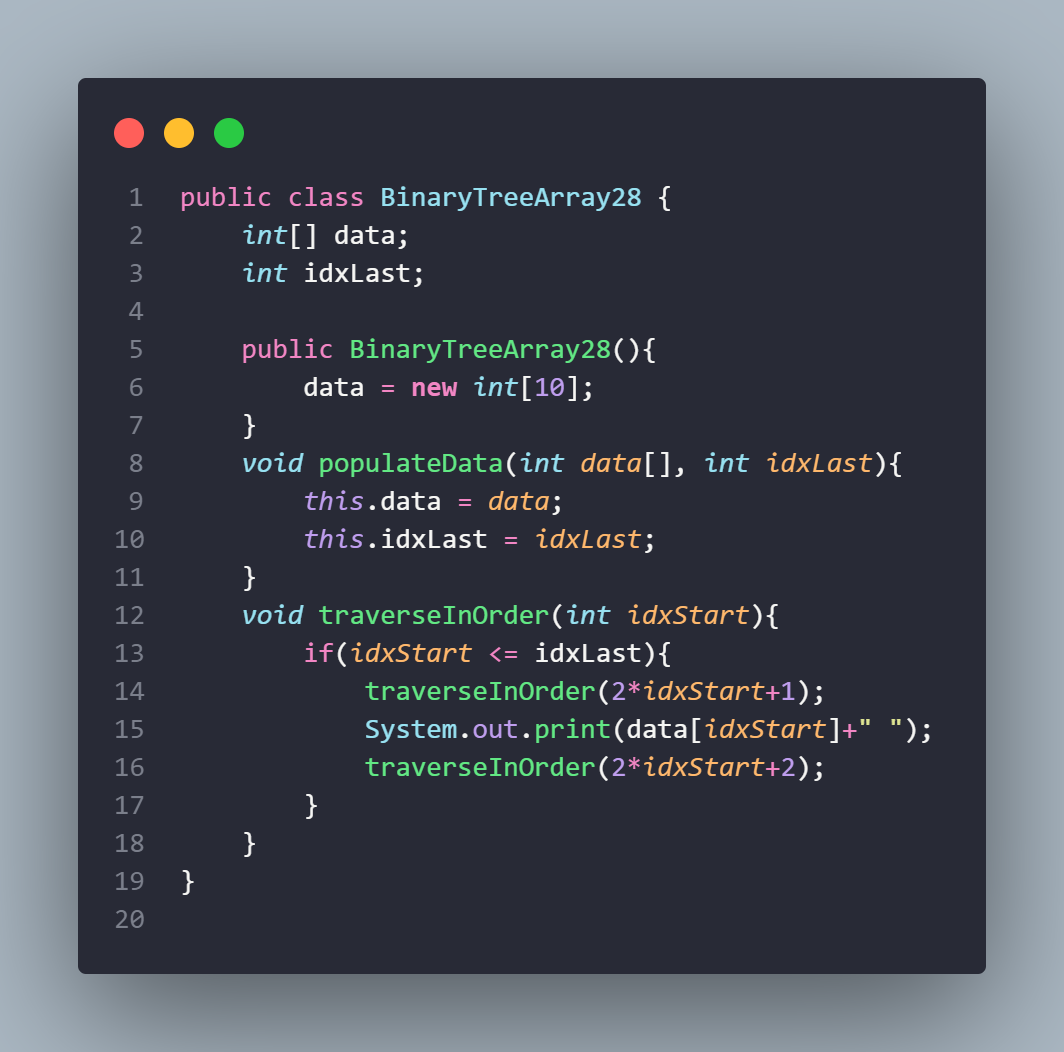 1 public class BinaryTreeArray28 {
2     int[] data;
3     int idxLast;
4
5     public BinaryTreeArray28(){
6         data = new int[10];
7     }
8     void populateData(int data[], int idxLast){
9         this.data = data;
10         this.idxLast = idxLast;
11     }
12     void traverseInOrder(int idxStart){
13         if(idxStart <= idxLast){
14             traverseInOrder(2*idxStart+1);
15             System.out.print(data[idxStart]+" ");
16             traverseInOrder(2*idxStart+2);
17         }
18     }
19 }
20